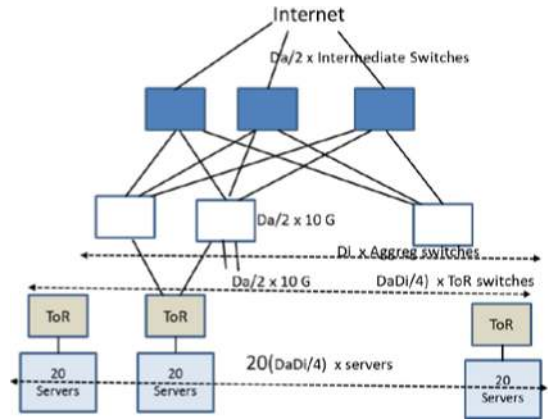 Internet
Da/2 x Intermediate Switches
Da/2 x 10 G
Di x Aggreg switches
Da/2 x 10 G
DaDi/4) x ToR switches
ToR
ToR
ToR
20(DaDi/4) x servers
20
Servers
20
Servers
20
Servers